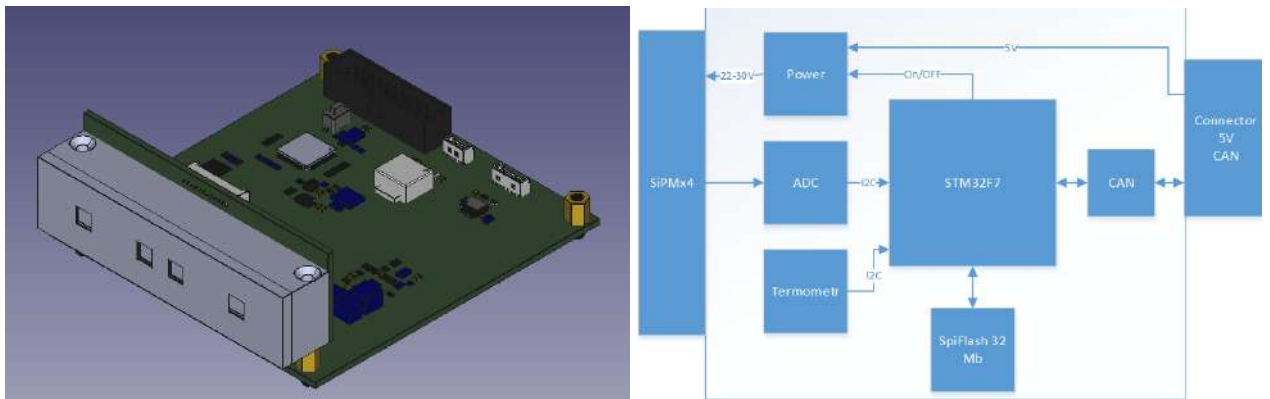 SiPMx4
22-30V
Power
5V
On/OFF
ADC
I2C
STM32F7
CAN
Connector
5V
CAN
Termometr
I2C
SpiFlash 32
Mb